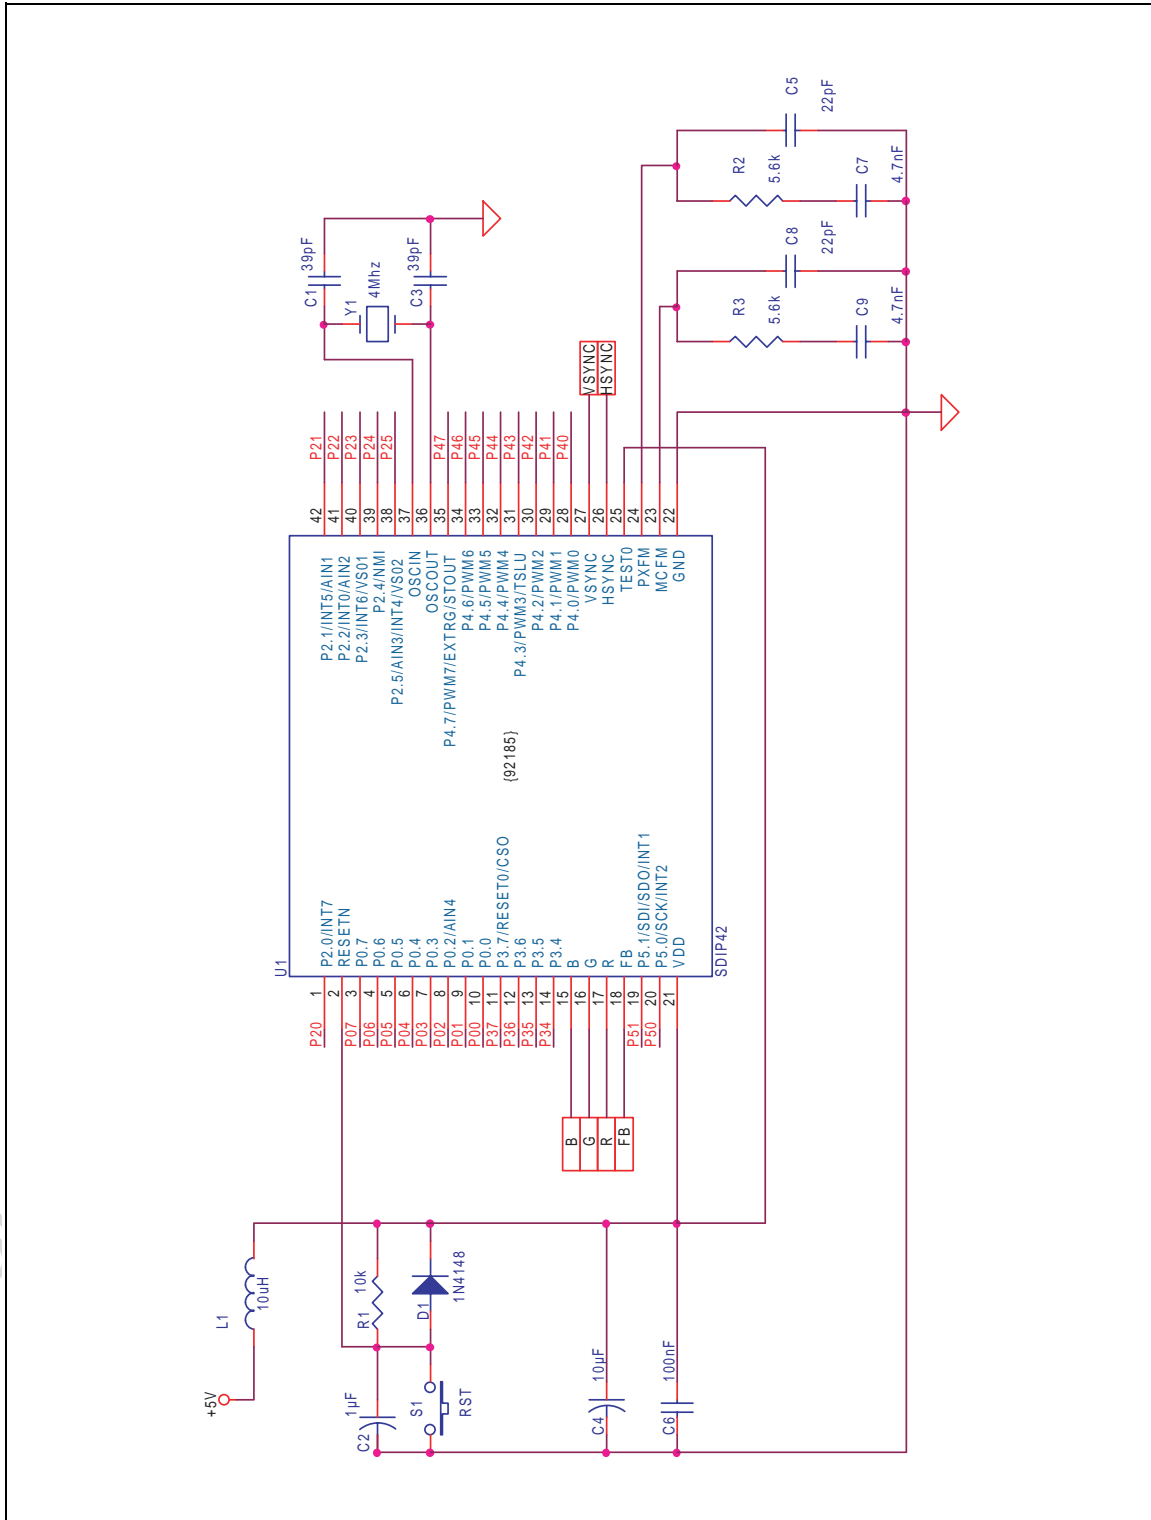 C5
22pF
R2
5.6k
C7
4.7nF
C8
22pF
R3
5.6k
C9
4.7nF
39pF
C1
Y1
4Mhz
39pF
C3
VSYNC
HSYNC
P21
P22
P23
P24
P25
P47
P46
P45
P44
P43
P42
P41
P40
42
41
40
39
38
37
36
35
34
33
32
31
30
29
28
27
26
25
24
23
22
P2.1/INT5/AIN1
P2.2/INT0/AIN2
P2.3/INT6/VS01
P2.4/NMI
P2.5/AIN3/INT4/VS02
OSCIN
OSCOUT
P4.7/PWM7/EXTRG/STOUT
P4.6/PWM6
P4.5/PWM5
P4.4/PWM4
P4.3/PWM3/TSLU
P4.2/PWM2
P4.1/PWM1
P4.0/PWM0
VSYNC
HSYNC
TEST0
PXFM
MCFM
GND
{92185}
U1
SDIP42
P2.0/INT7
RESETN
P0.7
P0.6
P0.5
P0.4
P0.3
P0.2/AIN4
P0.1
P0.0
P3.7/RESET0/CSO
P3.6
P3.5
P3.4
B
G
R
FB
P5.1/SDI/SDO/INT1
P5.0/SCK/INT2
VDD
1
2
3
4
5
6
7
8
9
10
11
12
13
14
15
16
17
18
19
20
21
P20
P07
P06
P05
P04
P03
P02
P01
P00
P37
P36
P35
P34
P51
P50
B
G
R
FB
L1
10uH
+5V
R1
10k
D1
1N4148
C2
1µF
S1
RST
C4
10µF
C6
100nF